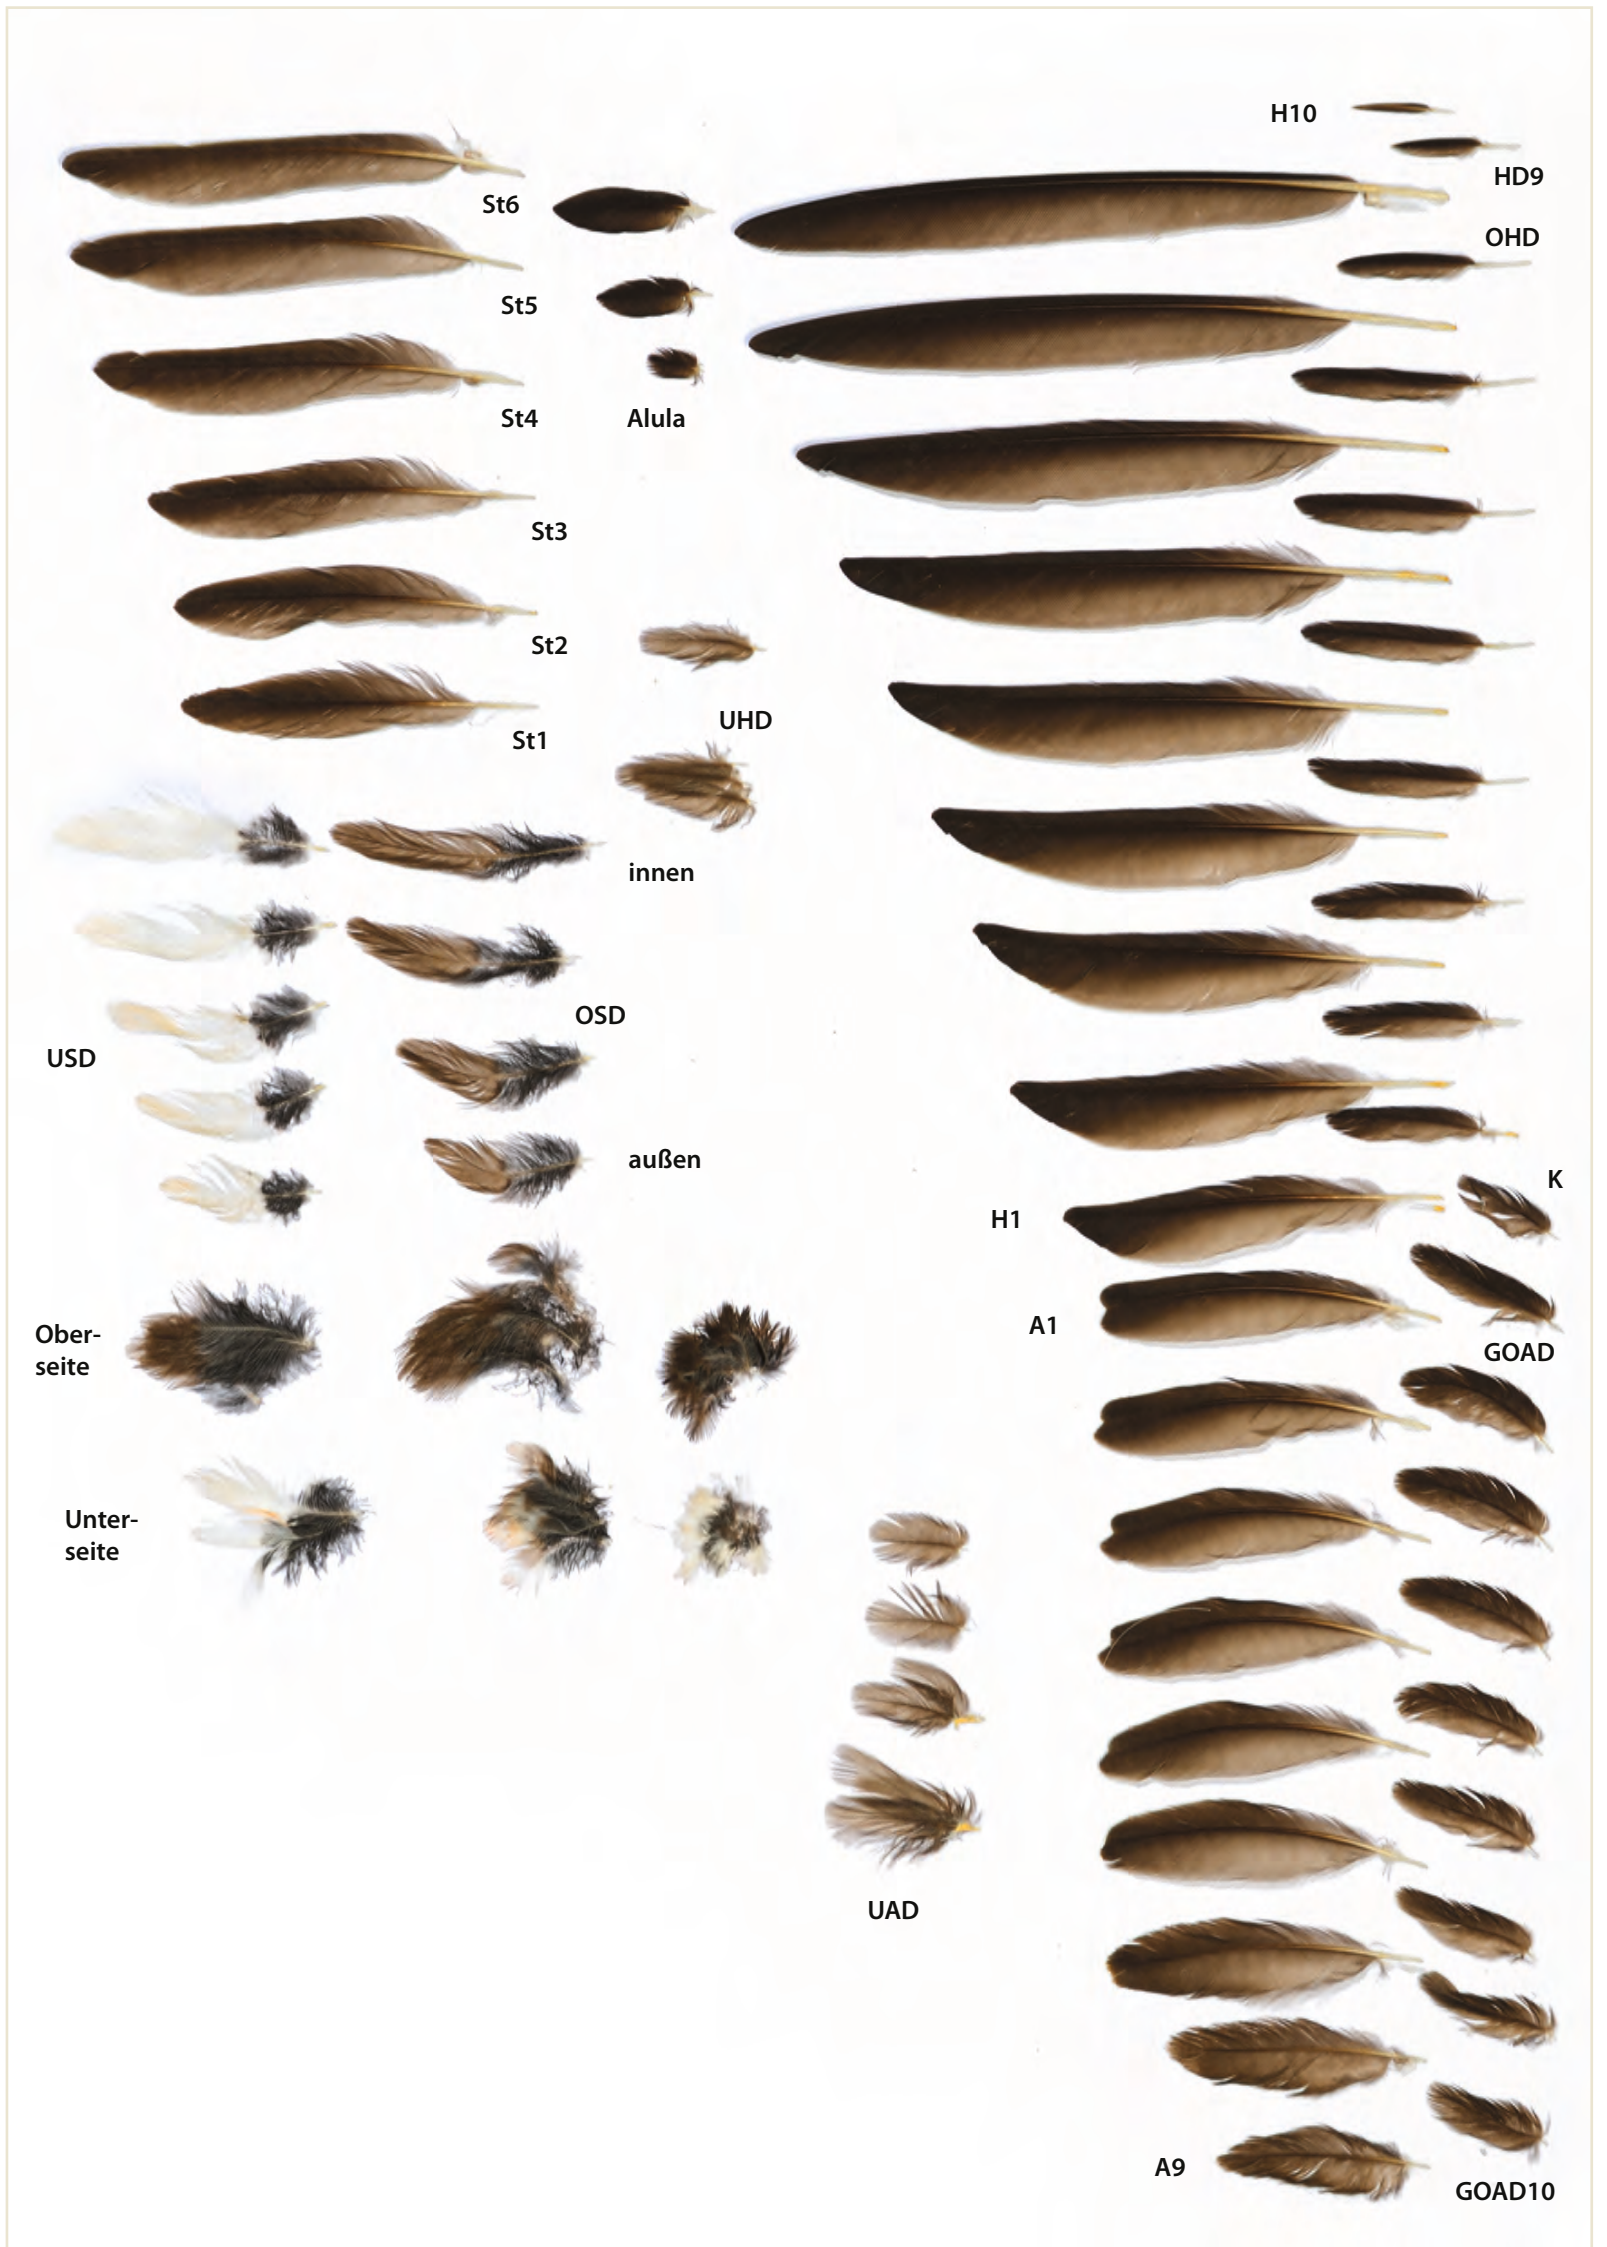 H10
HD9
St6
OHD
St5
St4
Alula
St3
St2
UHD
St1
innen
OSD
USD
außen
K
H1
A1
Ober-
seite
GOAD
Unter-
seite
UAD
A9
GOAD10